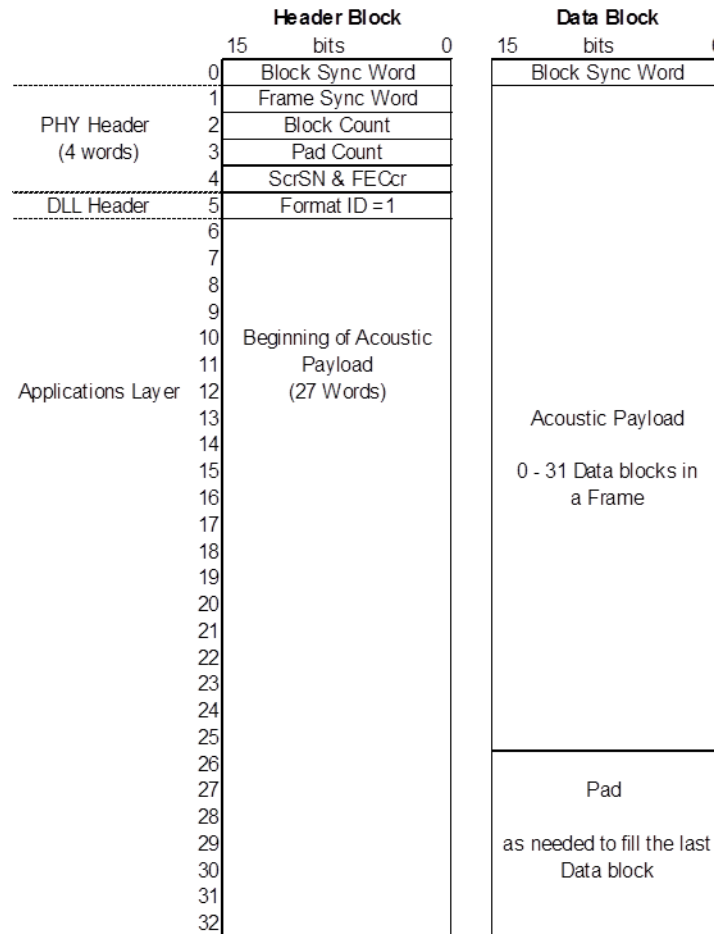 Header Block
Data Block
15 bits 0
15 bits
0 Block Sync Word
Block Sync Word
1 Frame Sync Word
PHY Header 2 Block Count
(4 words) 3 Pad Count
4 ScrSN & FECcr
DLL Header 5 Format ID =1
6
7
8
9
10 Beginning of Acoustic
11 Payload
Applications Layer 12 (27 Words)
13 Acoustic Payload
14
15 0 - 31 Data blocks in
16 a Frame
17
18
19
20
21
22
23
24
25
26
27 Pad
28
29 as needed to fill the last
30 Data block
31
32